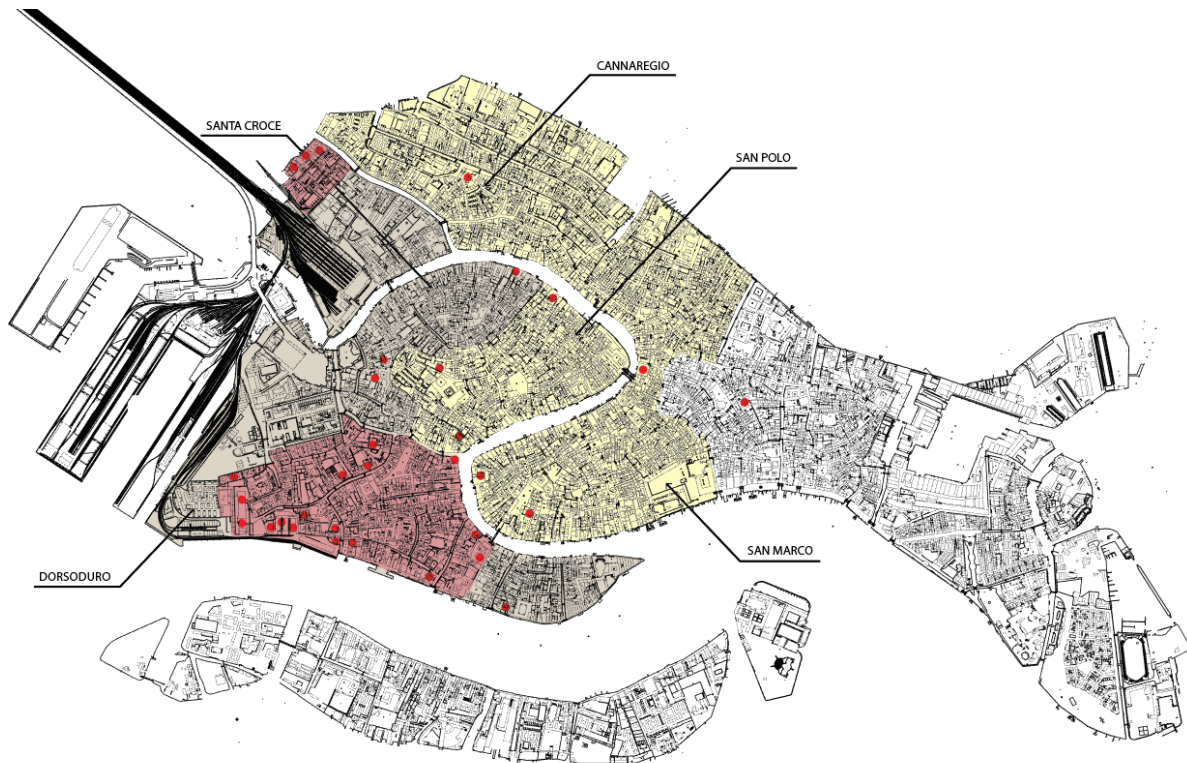 CANNAREGIO
SANTA CROCE
SAN POLO
SAN MARCO
DORSODURO